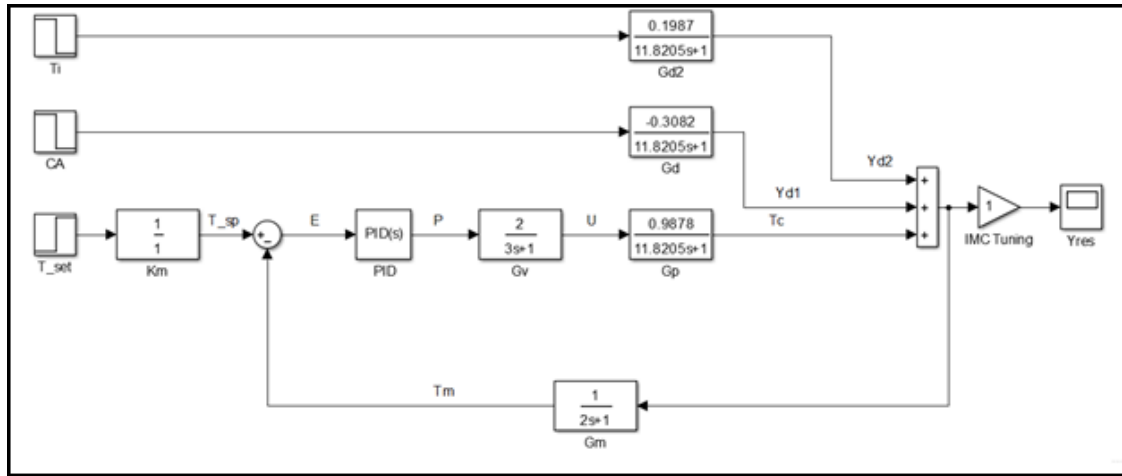 0.1987
11.8205s+1
Ti
Gd2
-0.3082
11.8205s+1
CA
Gd
Yd2
Yd1
+
+
+
1
IMC Tuning
Yres
T_set
1
1
Km
T_sp
+
-
E
PID(s)
PID
P
2
3s+1
Gv
U
0.9878
11.8205s+1
Gp
Tc
Tm
1
2s+1
Gm